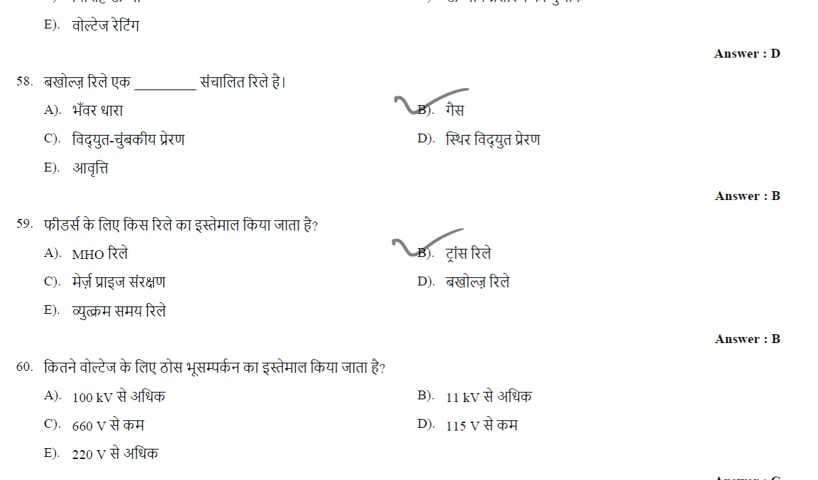 E). वोल्टेज रेटिंग
Answer : D
58. बखोल्ज़ रिले एक _________ संचालित रिले है।
A). भँवर धारा B). गैस
C). विद्युत-चुंबकीय प्रेरण D). स्थिर विद्युत प्रेरण
E). आवृत्ति
Answer : B
59. फीडर्स के लिए किस रिले का इस्तेमाल किया जाता है?
A). MHO रिले B). ट्रांस रिले
C). मेर्ज़ प्राइज संरक्षण D). बखोल्ज़ रिले
E). व्युत्क्रम समय रिले
Answer : B
60. कितने वोल्टेज के लिए ठोस भूसम्पर्कन का इस्तेमाल किया जाता है?
A). 100 kV से अधिक B). 11 kV से अधिक
C). 660 V से कम D). 115 V से कम
E). 220 V से अधिक